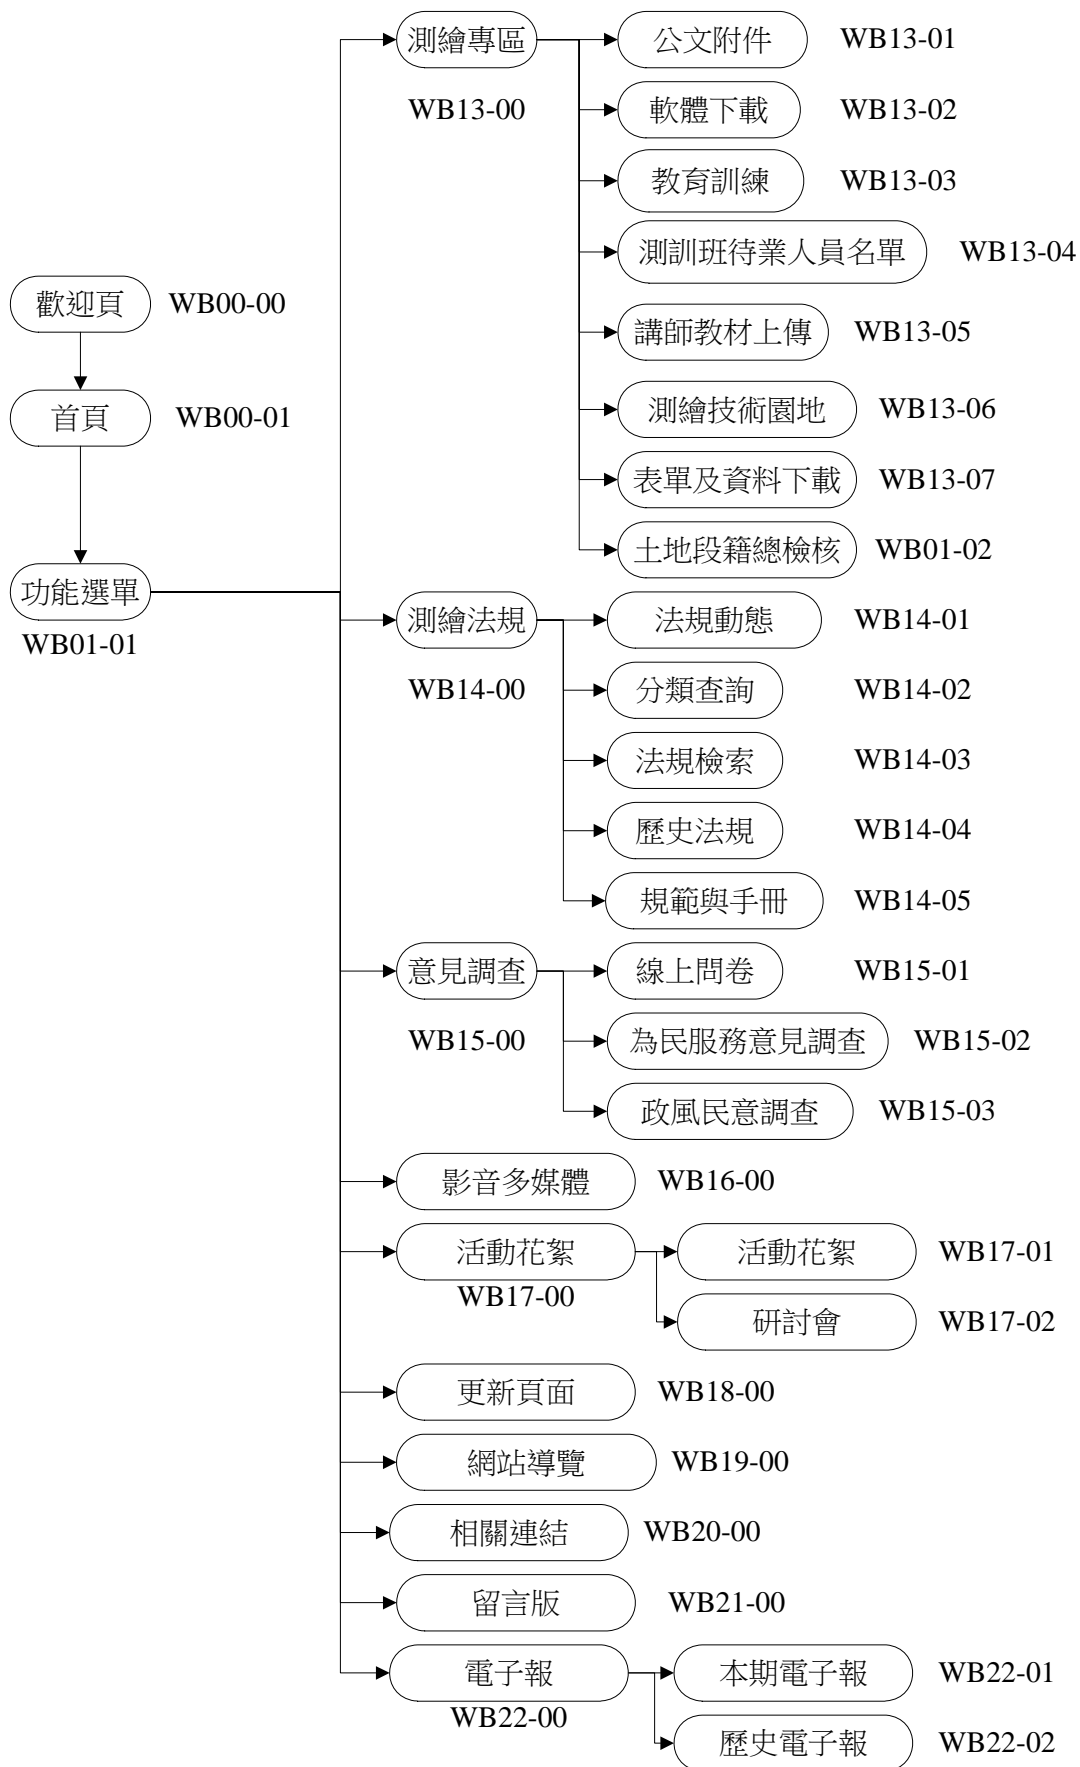 歡迎頁 WB00-00
首頁 WB00-01
功能選單
WB01-01
測繪專區
WB13-00
公文附件 WB13-01
軟體下載 WB13-02
教育訓練 WB13-03
測訓班待業人員名單 WB13-04
講師教材上傳 WB13-05
測繪技術園地 WB13-06
表單及資料下載 WB13-07
土地段籍總檢核 WB01-02
測繪法規
WB14-00
法規動態 WB14-01
分類查詢 WB14-02
法規檢索 WB14-03
歷史法規 WB14-04
規範與手冊 WB14-05
意見調查
WB15-00
線上問卷 WB15-01
為民服務意見調查 WB15-02
政風民意調查 WB15-03
影音多媒體 WB16-00
活動花絮
WB17-00
活動花絮 WB17-01
研討會 WB17-02
更新頁面 WB18-00
網站導覽 WB19-00
相關連結 WB20-00
留言版 WB21-00
電子報
WB22-00
本期電子報 WB22-01
歷史電子報 WB22-02